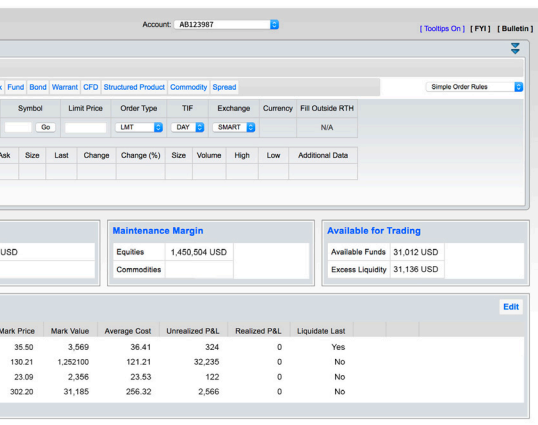 Account: AB123987
[ Tooltips On ] [ FYI ] [ Bulletin ]
Fund Bond Warrant CFD Structured Product Commodity Spread Simple Order Rules
Symbol Limit Price Order Type TIF Exchange Currency Fill Outside RTH
Go LMT DAY SMART N/A
Ask Size Last Change Change (%) Size Volume High Low Additional Data
Maintenance Margin Available for Trading
USD Equities 1,450,504 USD Available Funds 31,012 USD
Commodities Excess Liquidity 31,136 USD
Edit
Mark Price Mark Value Average Cost Unrealized P&L Realized P&L Liquidate Last
35.50 3,569 36.41 324 0 Yes
130.21 1,252100 121.21 32,235 0 No
23.09 2,356 23.53 122 0 No
302.20 31,185 256.32 2,566 0 No